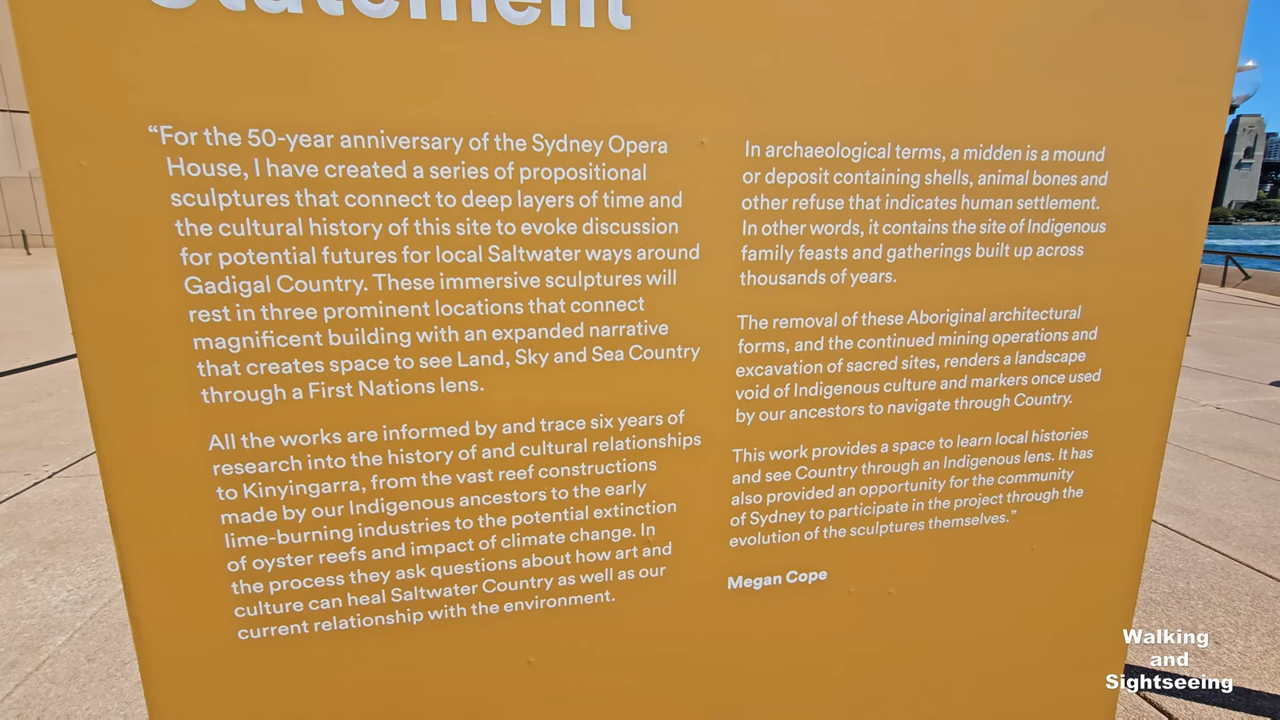 Statement
“For the 50-year anniversary of the Sydney Opera
House, I have created a series of propositional
sculptures that connect to deep layers of time and
the cultural history of this site to evoke discussion
for potential futures for local Saltwater ways around
Gadigal Country. These immersive sculptures will
rest in three prominent locations that connect
magnificent building with an expanded narrative
that creates space to see Land, Sky and Sea Country
through a First Nations lens.
All the works are informed by and trace six years of
research into the history of and cultural relationships
to Kinyingarra, from the vast reef constructions
made by our Indigenous ancestors to the early
lime-burning industries to the potential extinction
of oyster reefs and impact of climate change. In
the process they ask questions about how art and
culture can heal Saltwater Country as well as our
current relationship with the environment.
In archaeological terms, a midden is a mound
or deposit containing shells, animal bones and
other refuse that indicates human settlement.
In other words, it contains the site of Indigenous
family feasts and gatherings built up across
thousands of years.
The removal of these Aboriginal architectural
forms, and the continued mining operations and
excavation of sacred sites, renders a landscape
void of Indigenous culture and markers once used
by our ancestors to navigate through Country.
This work provides a space to learn local histories
and see Country through an Indigenous lens. It has
also provided an opportunity for the community
of Sydney to participate in the project through the
evolution of the sculptures themselves.”
Megan Cope
Walking
and
Sightseeing